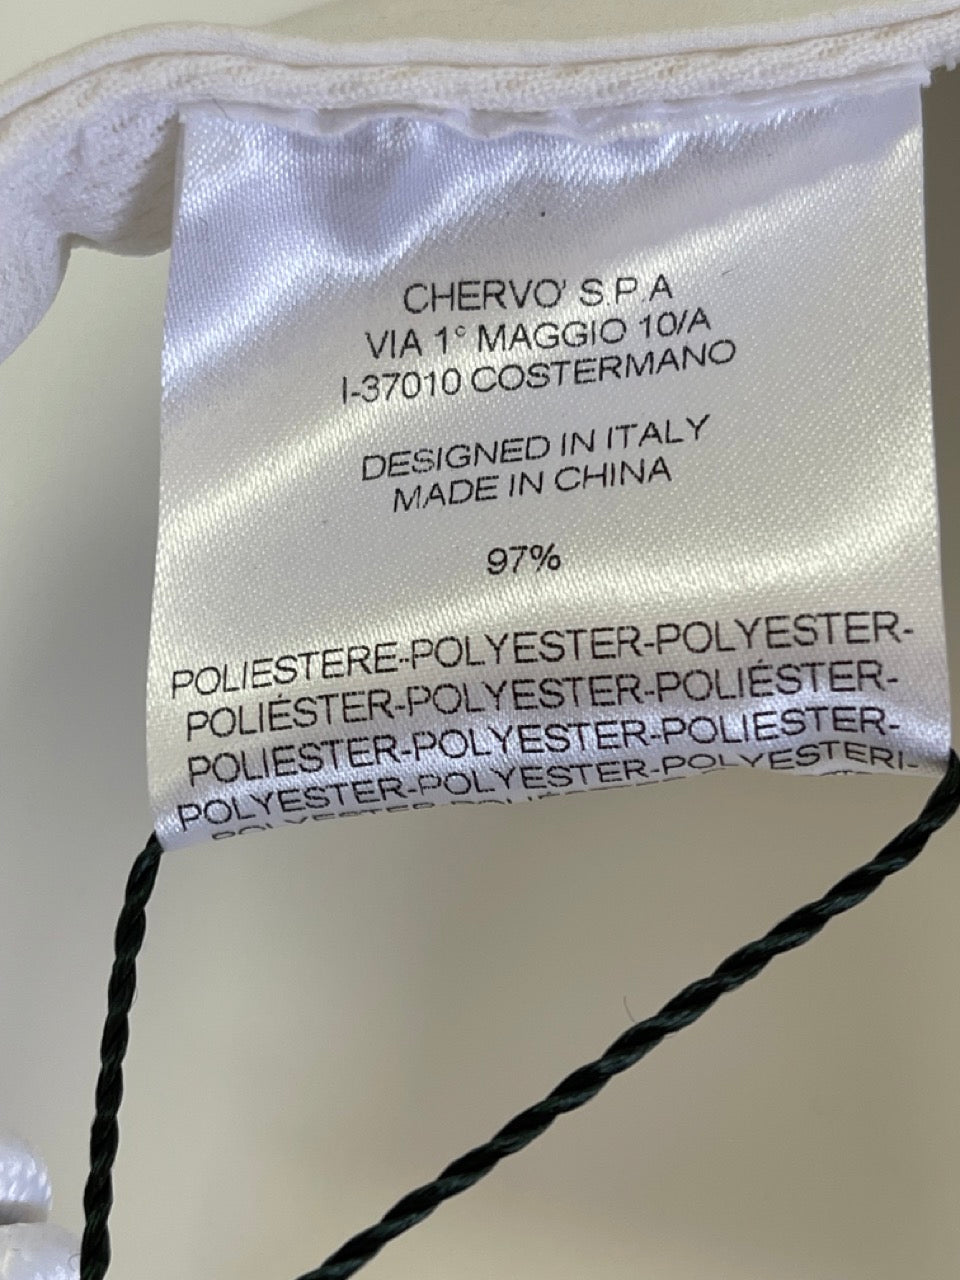 CHERVO' S.P.A
VIA 1° MAGGIO 10/A
I-37010 COSTERMANO
DESIGNED IN ITALY
MADE IN CHINA
97%
POLIESTERE-POLYESTER-POLYESTER-
POLIÉSTER-POLYESTER-POLIÉSTER-
POLIESTER-POLYESTER-POLIESTER-
POLYESTER-POLYESTER-POLYESTERI-